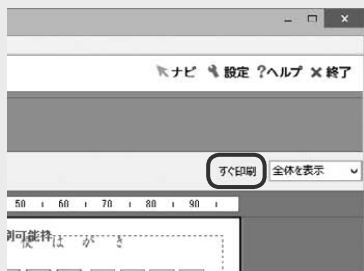 ナビ 設定 ?ヘルプ ×終了
すぐ印刷 全体を表示
50 60 70 80 90
刷可能枠
便 は が き